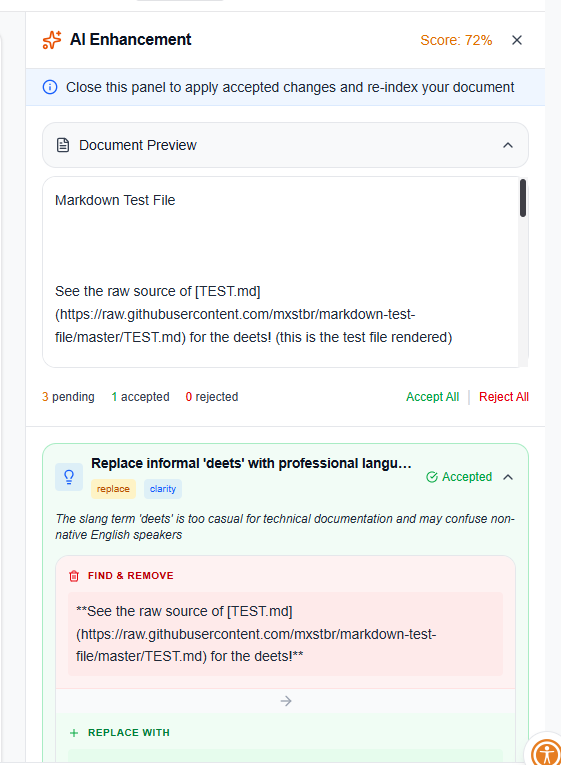 AI Enhancement
Score: 72%
Close this panel to apply accepted changes and re-index your document
Document Preview
Markdown Test File
See the raw source of [TEST.md]
(https://raw.githubusercontent.com/mxstbr/markdown-test-
file/master/TEST.md) for the deets! (this is the test file rendered)
3 pending 1 accepted 0 rejected Accept All Reject All
Replace informal 'deets' with professional langu...
Accepted
replace clarity
The slang term 'deets' is too casual for technical documentation and may confuse non-
native English speakers
FIND & REMOVE
**See the raw source of [TEST.md]
(https://raw.githubusercontent.com/mxstbr/markdown-test-
file/master/TEST.md) for the deets!**
REPLACE WITH